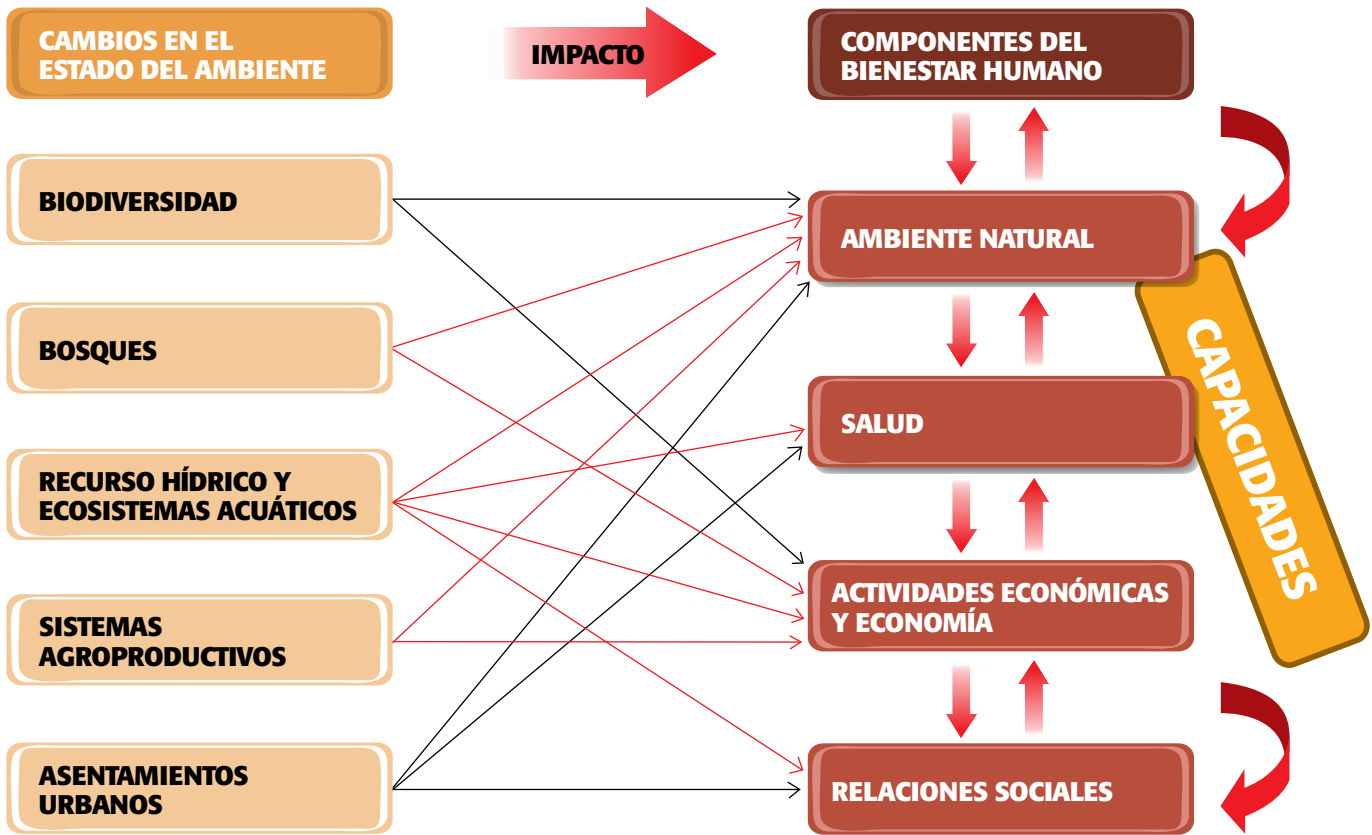 CAMBIOS EN EL
ESTADO DEL AMBIENTE
IMPACTO
COMPONENTES DEL
BIENESTAR HUMANO
BIODIVERSIDAD
AMBIENTE NATURAL
BOSQUES
SALUD
RECURSO HÍDRICO Y
ECOSISTEMAS ACUÁTICOS
SISTEMAS
AGROPRODUCTIVOS
ACTIVIDADES ECONÓMICAS
Y ECONOMÍA
ASENTAMIENTOS
URBANOS
RELACIONES SOCIALES
CAPACIDADES